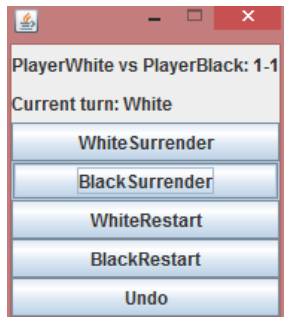 PlayerWhite vs PlayerBlack: 1-1
Current turn: White
WhiteSurrender
BlackSurrender
WhiteRestart
BlackRestart
Undo